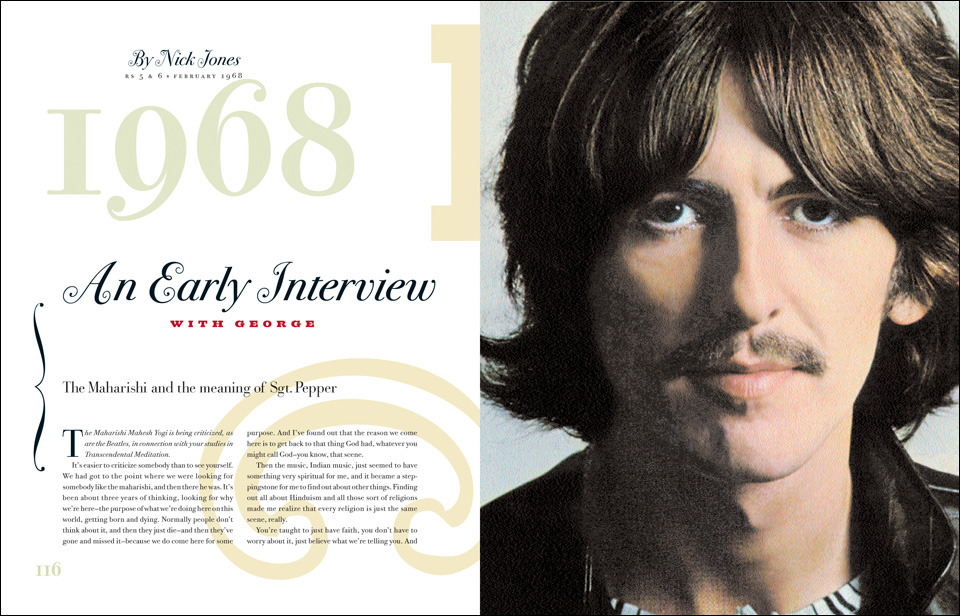 By Nick Jones
RS 5 & 6 • FEBRUARY 1968
1968
An Early Interview
WITH GEORGE
The Maharishi and the meaning of Sgt. Pepper
The Maharishi Mahesh Yogi is being criticized, as
are the Beatles, in connection with your studies in
Transcendental Meditation.
It's easier to criticize somebody than to see yourself.
We had got to the point where we were looking for
somebody like the maharishi, and then there he was. It's
been about three years of thinking, looking for why
we're here–the purpose of what we're doing here on this
world, getting born and dying. Normally people don't
think about it, and then they just die–and then they've
gone and missed it–because we do come here for some
purpose. And I've found out that the reason we come
here is to get back to that thing God had, whatever you
might call God–you know, that scene.
Then the music, Indian music, just seemed to have
something very spiritual for me, and it became a step-
pingstone for me to find out about other things. Finding
out all about Hinduism and all those sort of religions
made me realize that every religion is just the same
scene, really.
You're taught to just have faith, you don't have to
worry about it, just believe what we're telling you. And
116